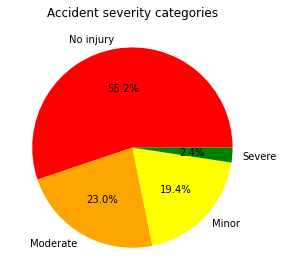 Accident severity categories
No injury
55.2%
2.4%
Severe
23.0%
19.4%
Minor
Moderate